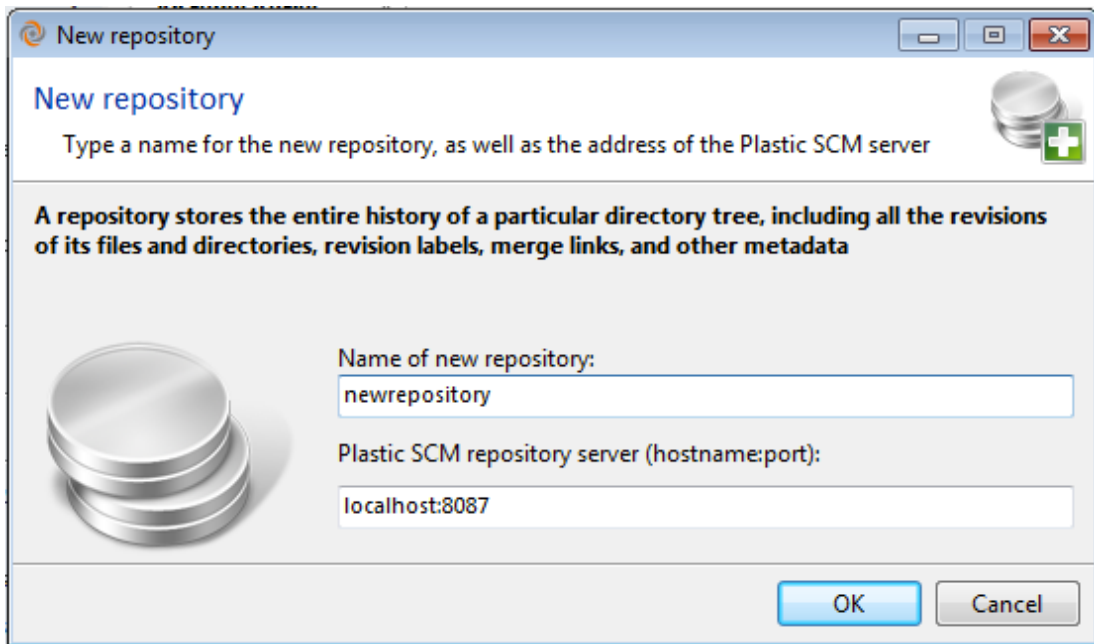 New repository
New repository
Type a name for the new repository, as well as the address of the Plastic SCM server
A repository stores the entire history of a particular directory tree, including all the revisions
of its files and directories, revision labels, merge links, and other metadata
Name of new repository:
newrepository
Plastic SCM repository server (hostname:port):
localhost:8087
OK Cancel